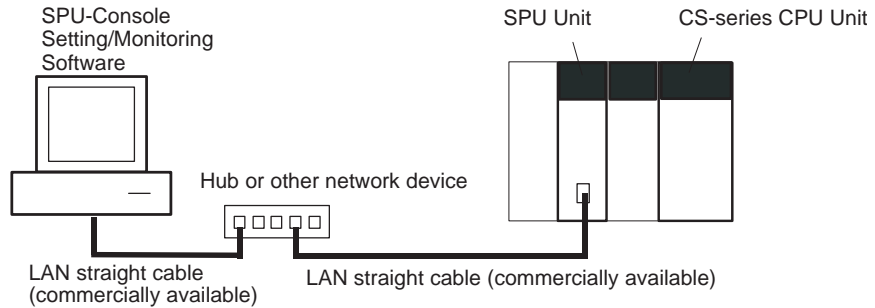 SPU-Console
Setting/Monitoring
Software
SPU Unit
CS-series CPU Unit
Hub or other network device
LAN straight cable
(commercially available)
LAN straight cable (commercially available)